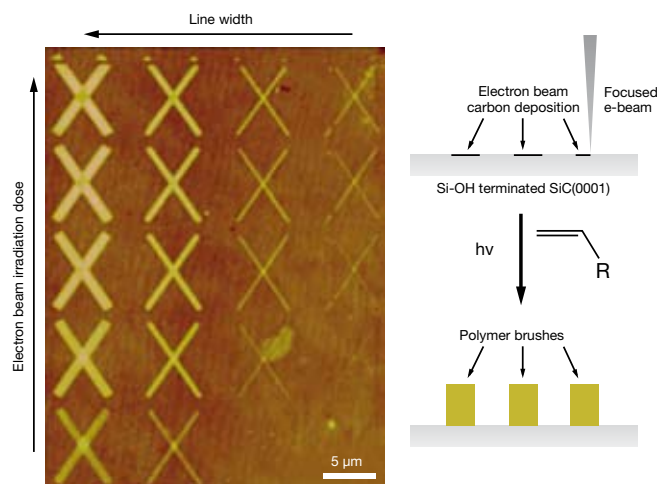 Line width
Electron beam irradiation dose
5 µm
Electron beam
carbon deposition
Focused
e-beam
Si-OH terminated SiC(0001)
hν
R
Polymer brushes